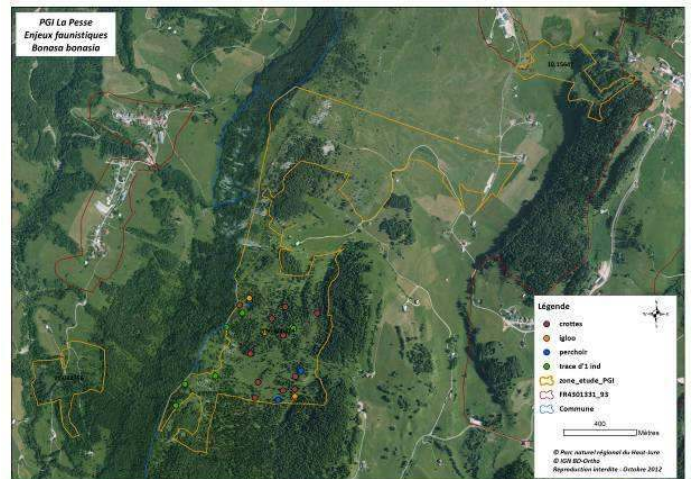 PGI La Pesse
Enjeux faunistiques
Bonasa bonasia
Légende
crottes
igloo
perchoir
trace d'1 ind
zone_etude_PGI
FR4301331_93
Commune
400
Mètres
© Parc naturel régional du Haut-Jura
© IGN BD-Ortho
Reproduction interdite - Octobre 2012